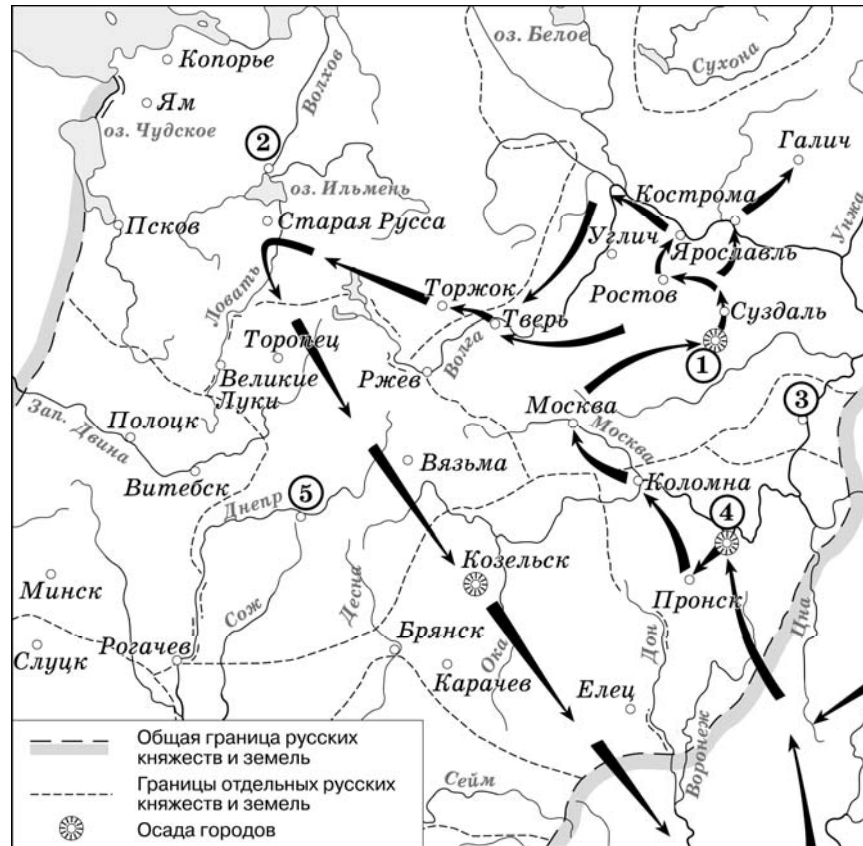 оз. Белое
Сухона
Копорье
Волхов
Ям
оз. Чудское
Галич
2
оз. Ильмень
Кострома
Унжа
Псков
Старая Русса
Углич
Ярославль
Ловать
Торжок
Ростов
Суздаль
Тверь
Торопец
Волга
1
Великие
Луки
Ржев
Москва
3
Зап. Двина
Полоцк
Москва
Вязьма
Витебск
Коломна
Днепр
5
4
Козельск
Минск
Десна
Пронск
Цна
Сож
Слуцк
Рогачев
Брянск
Ока
Дон
Карачев
Елец
Воронеж
Сейм
Общая граница русских
княжеств и земель
Границы отдельных русских
княжеств и земель
Осада городов